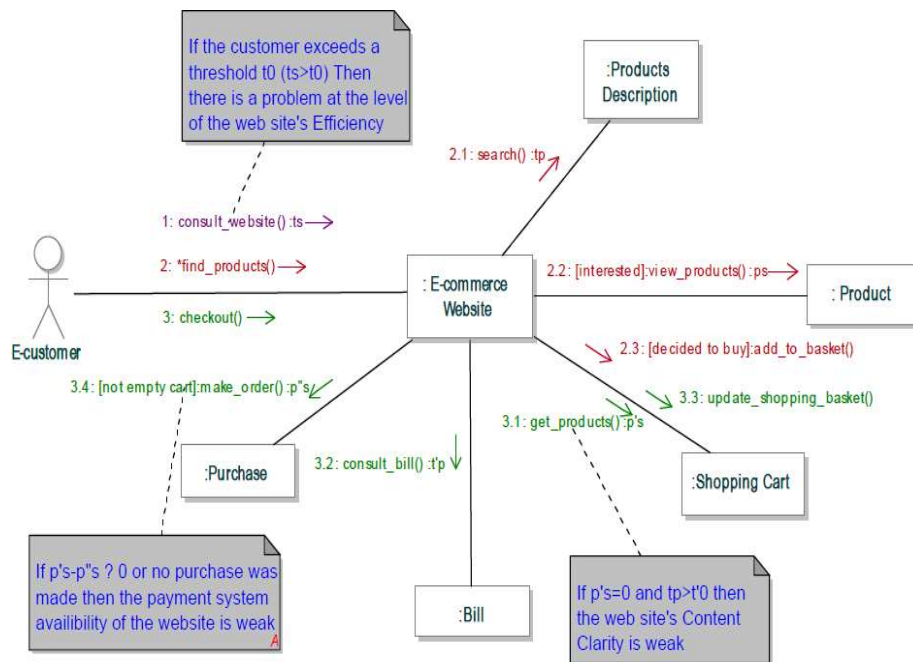 If the customer exceeds a
threshold t0 (ts>t0) Then
there is a problem at the level
of the web site's Efficiency
:Products
Description
2.1: search() :tp
1: consult_website() :ts
2: *find_products()
3: checkout()
E-customer
: E-commerce
Website
2.2: [interested]:view_products() :ps
: Product
2.3: [decided to buy]:add_to_basket()
3.3: update_shopping_basket()
3.4: [not empty cart]:make_order() :p"s
3.1: get_products() :p's
3.2: consult_bill() :t'p
:Purchase
:Shopping Cart
If p's-p"s ? 0 or no purchase was
made then the payment system
availibility of the website is weak
A
:Bill
If p's=0 and tp>t'0 then
the web site's Content
Clarity is weak